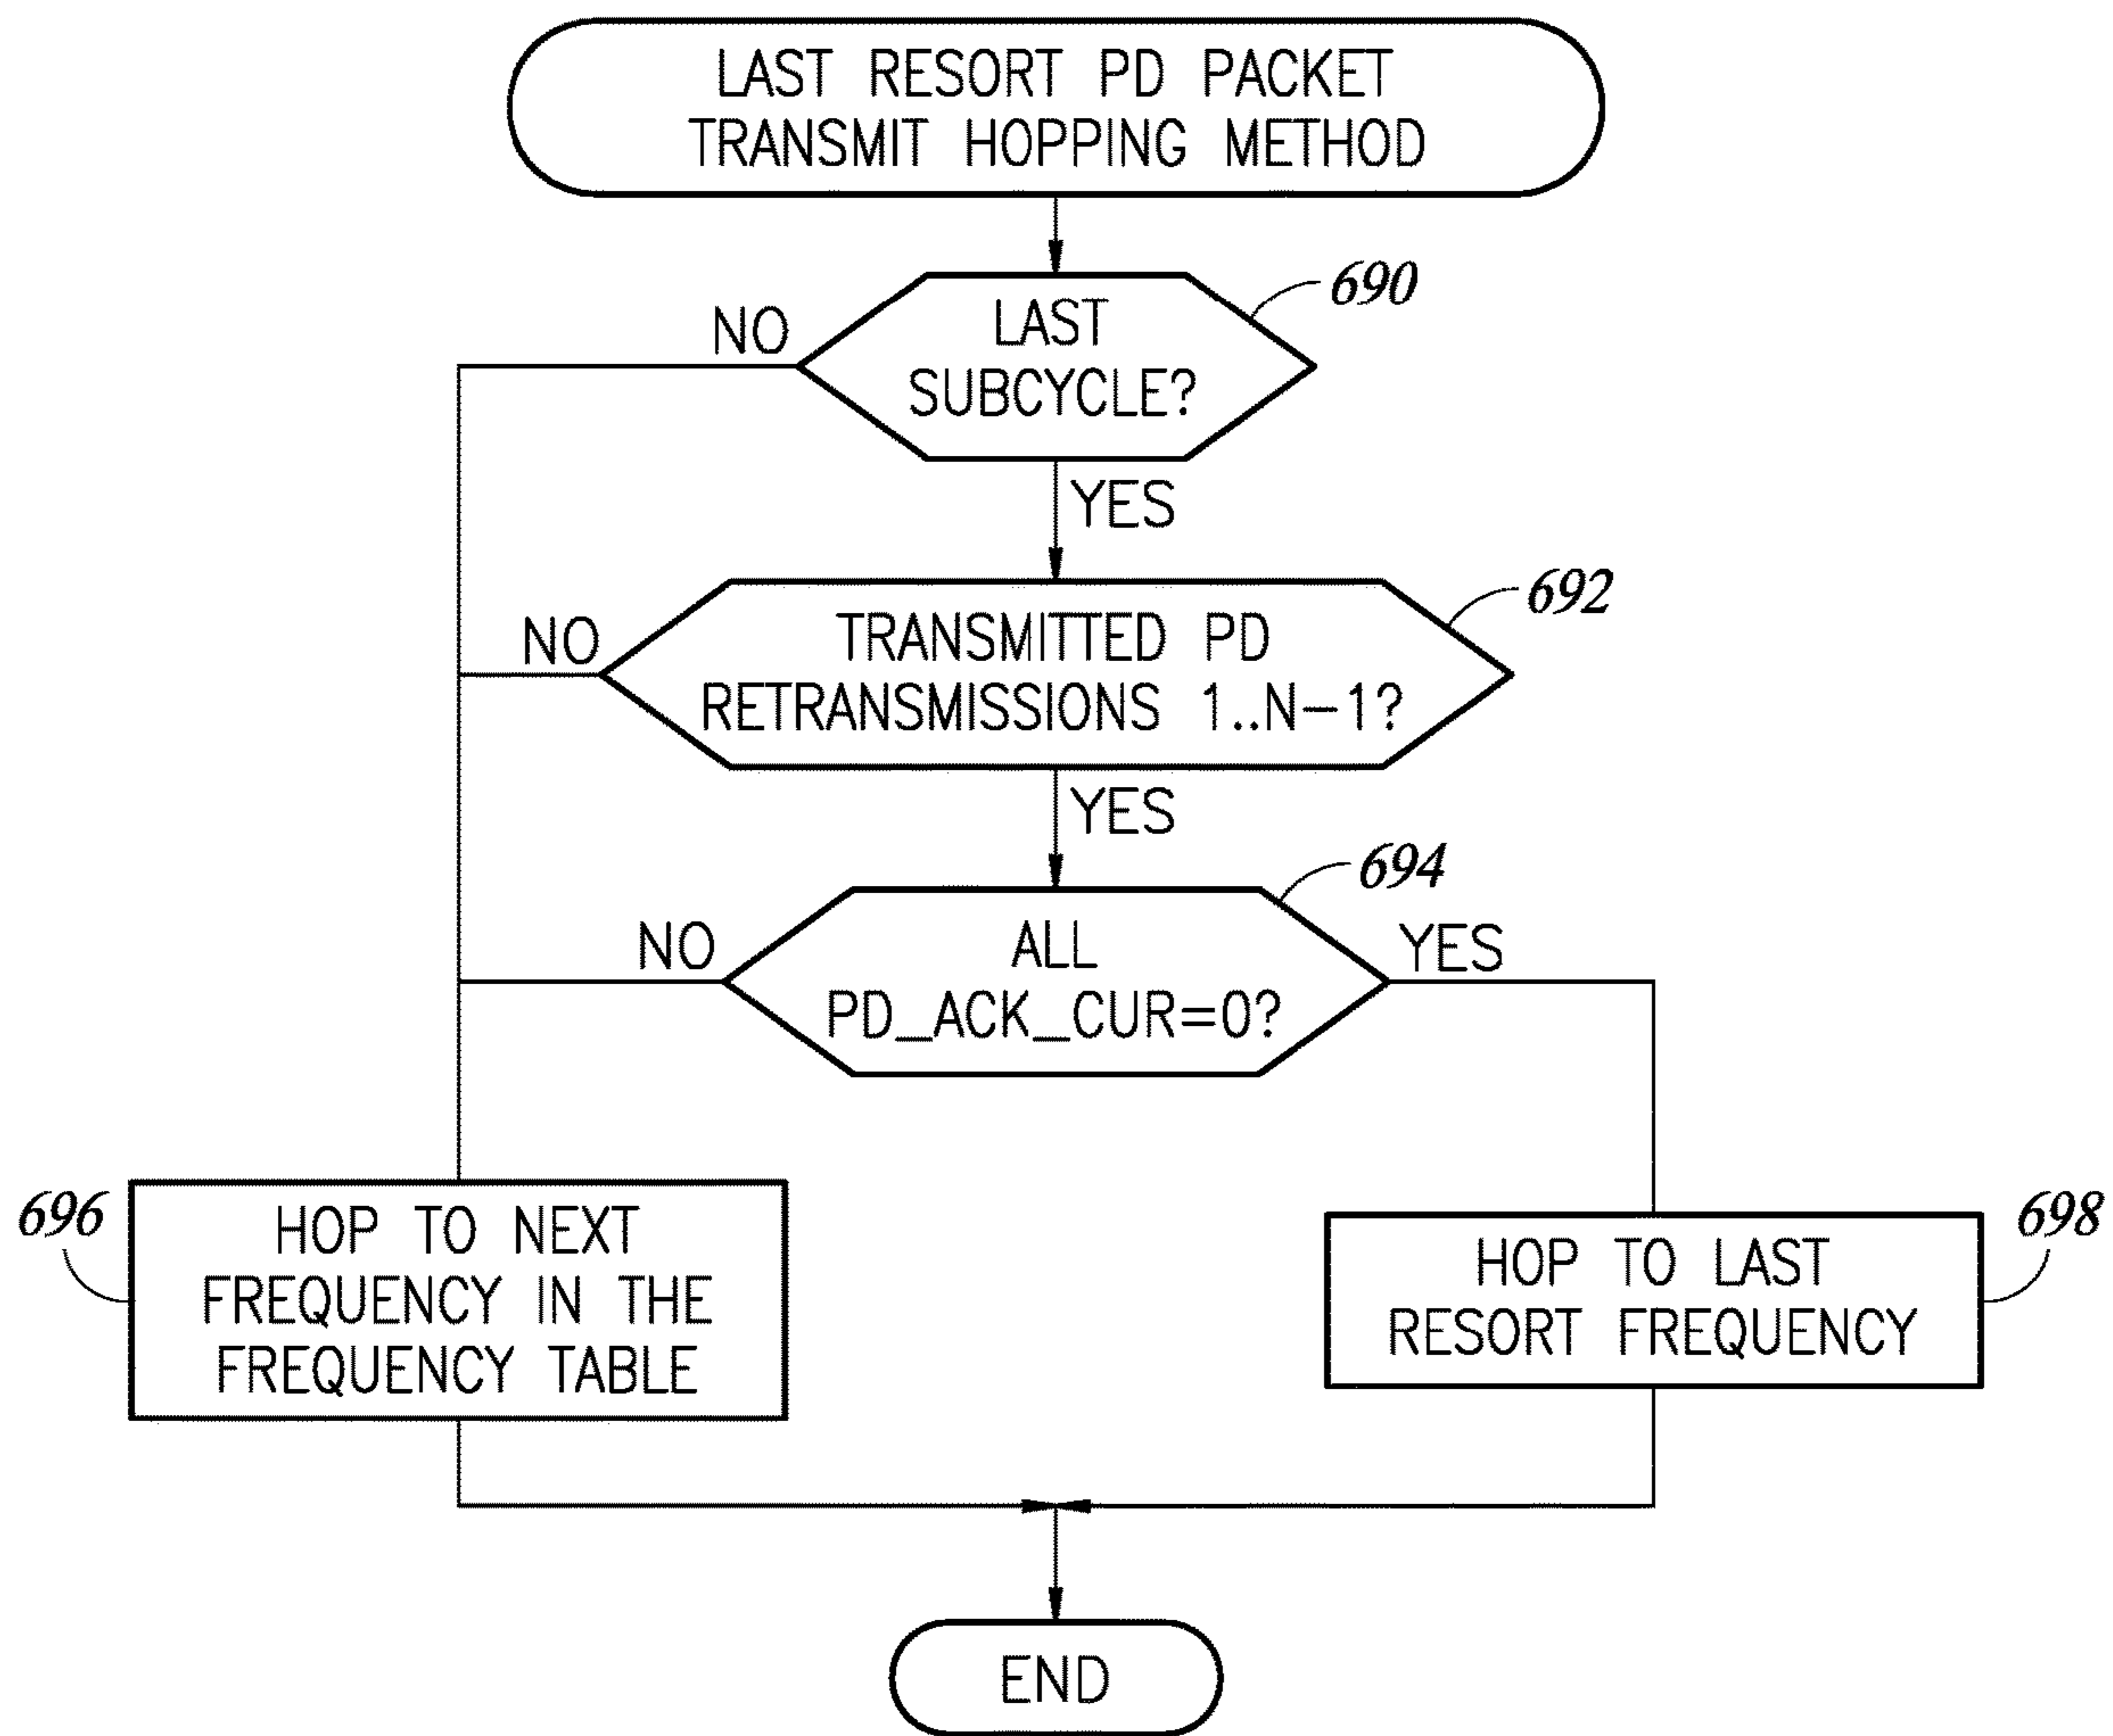 LAST RESORT PD PACKET
TRANSMIT HOPPING METHOD
690
LAST
NO
SUBCYCLE?
YES
692
TRANSMITTED PD
NO
RETRANSMISSIONS 1..N-1?
YES
694
ALL
NO
YES
PD_ACK_CUR=0?
696
HOP TO NEXT
FREQUENCY IN THE
FREQUENCY TABLE
698
HOP TO LAST
RESORT FREQUENCY
END